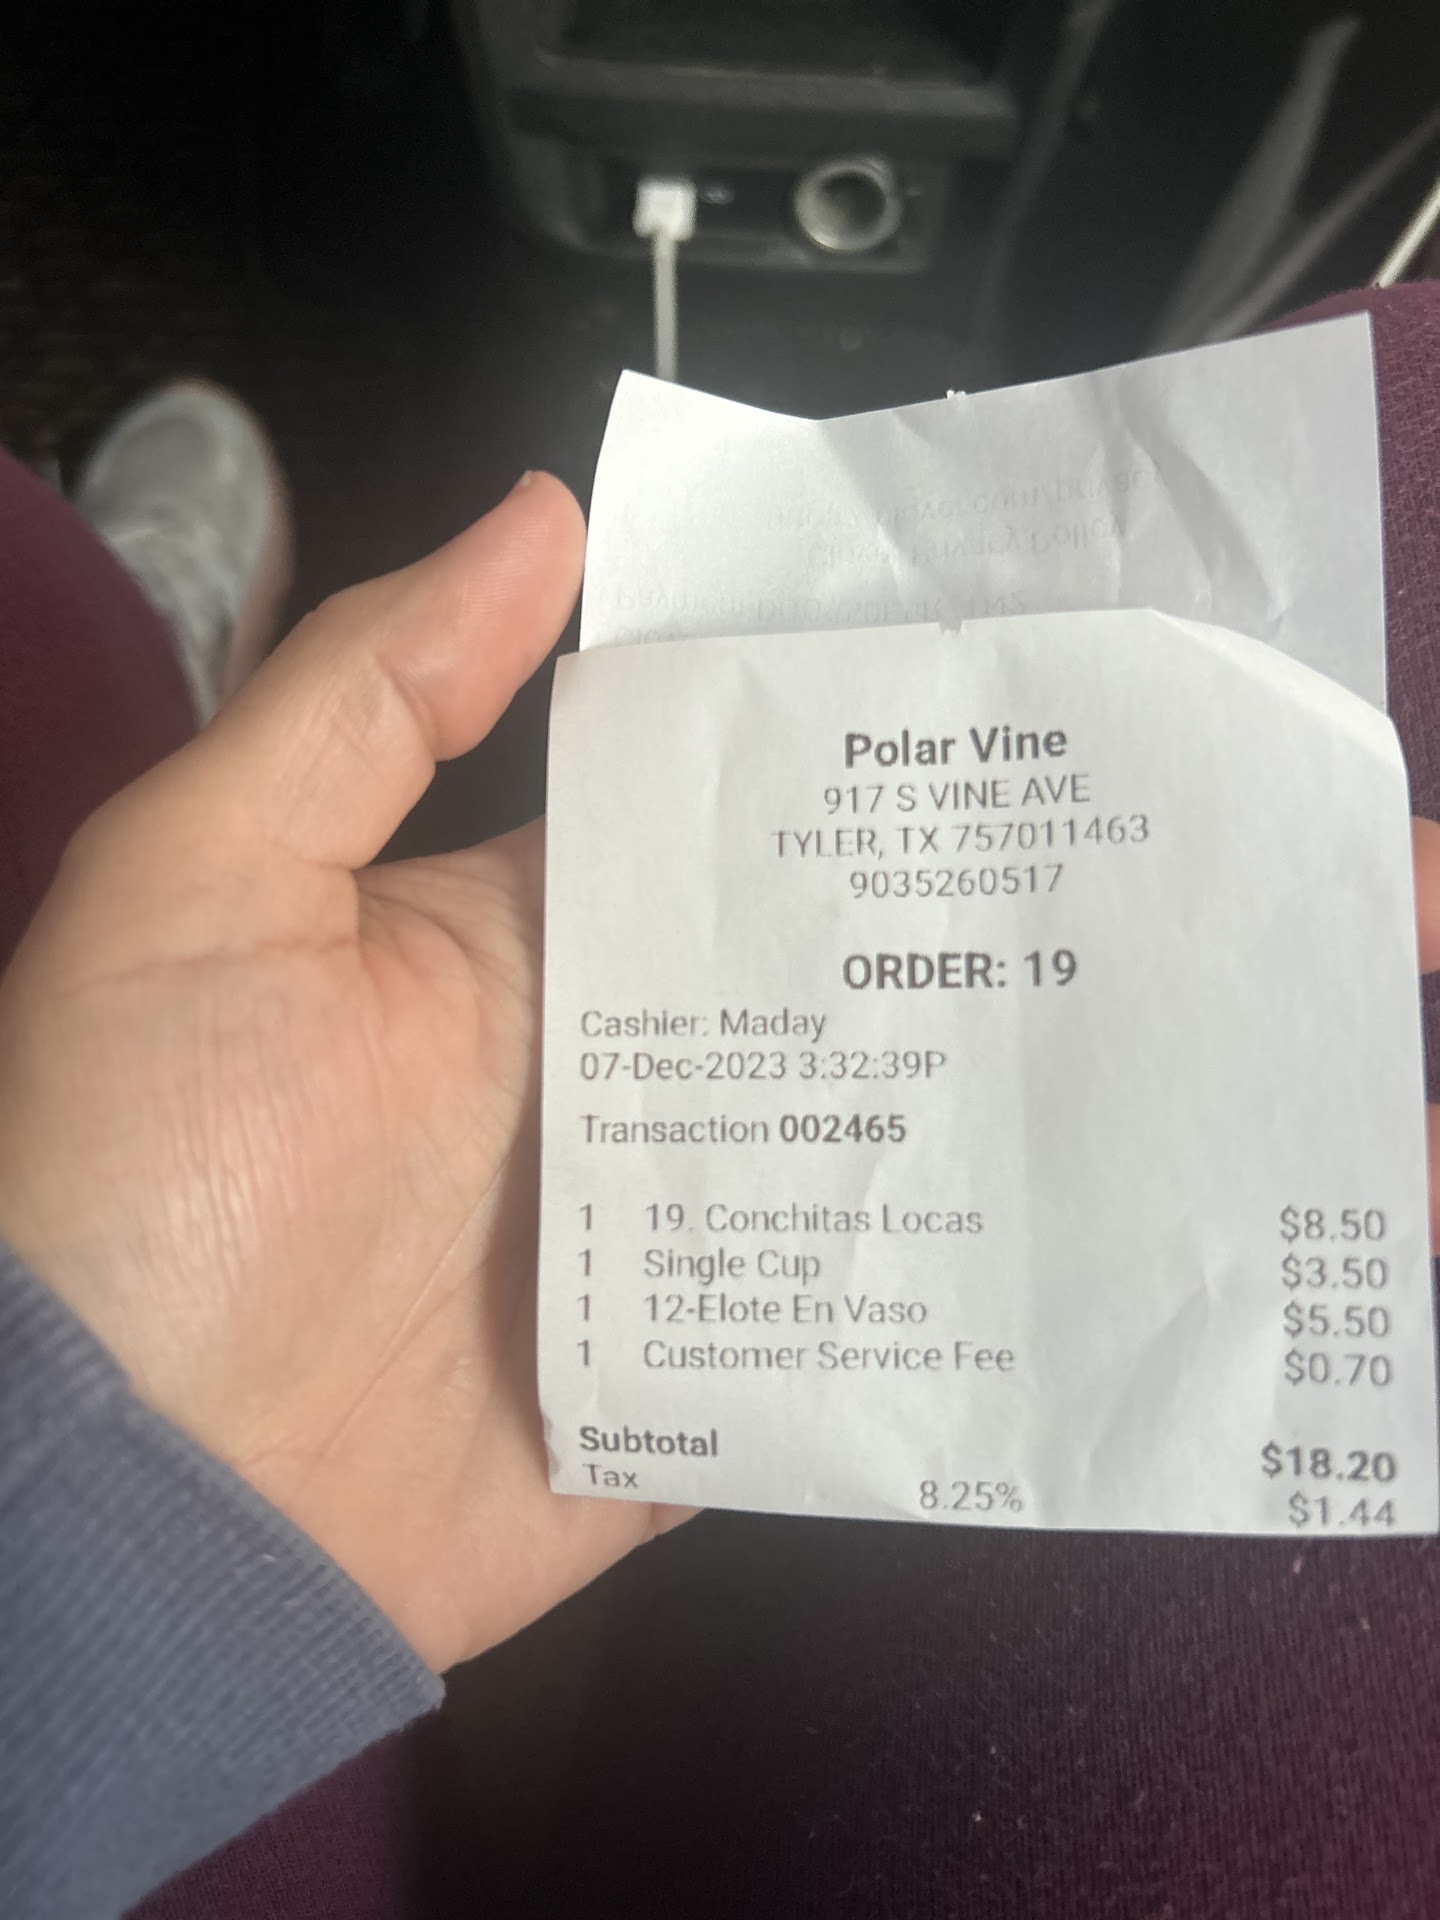 Polar Vine
917 S VINE AVE
TYLER, TX 757011463
9035260517
ORDER: 19
Cashier: Maday
07-Dec-2023 3:32:39P
Transaction 002465
1 19. Conchitas Locas $8.50
1 Single Cup $3.50
1 12-Elote En Vaso $5.50
1 Customer Service Fee $0.70
Subtotal $18.20
Tax 8.25% $1.44